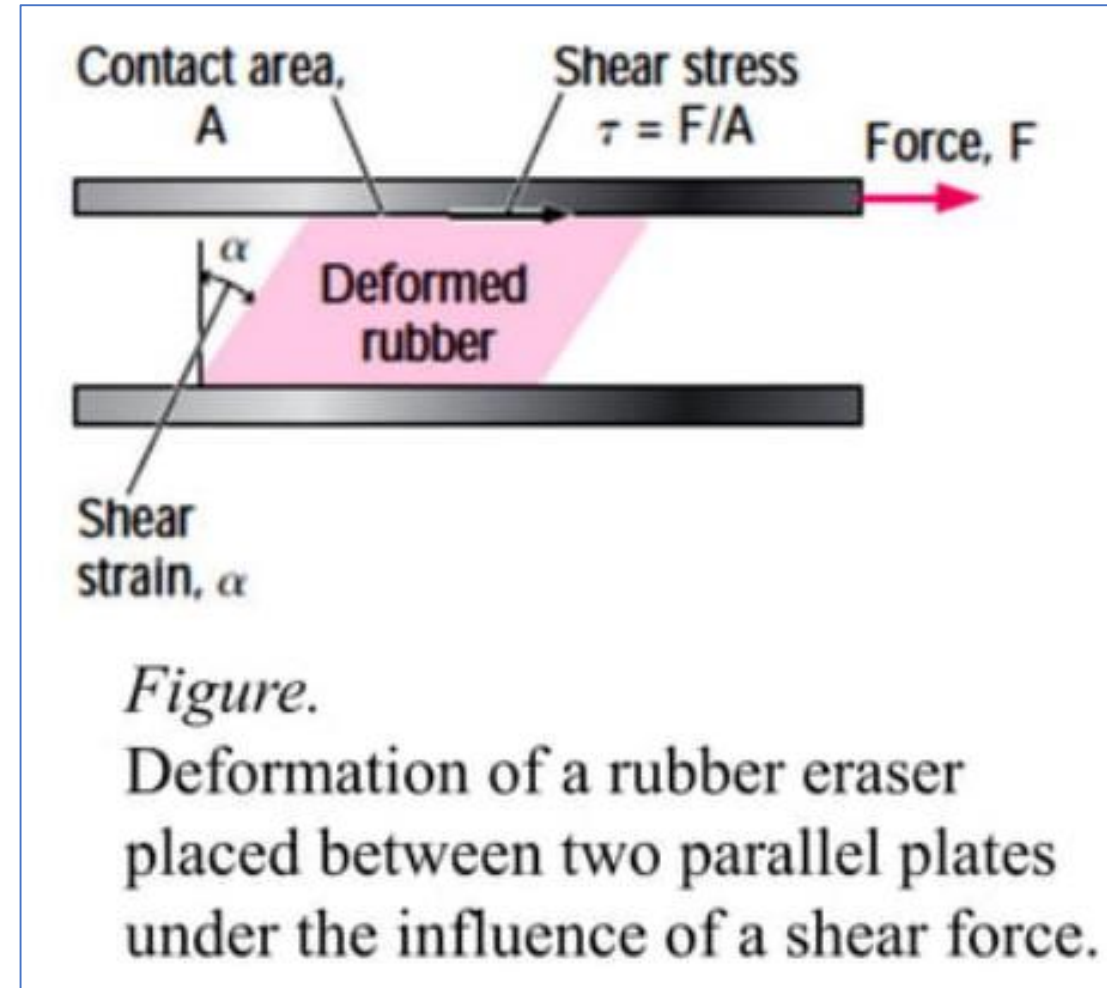 Contact area,
A
Shear stress
τ = F/A
Force, F
α
Deformed
rubber
Shear
strain, α
Figure.
Deformation of a rubber eraser
placed between two parallel plates
under the influence of a shear force.